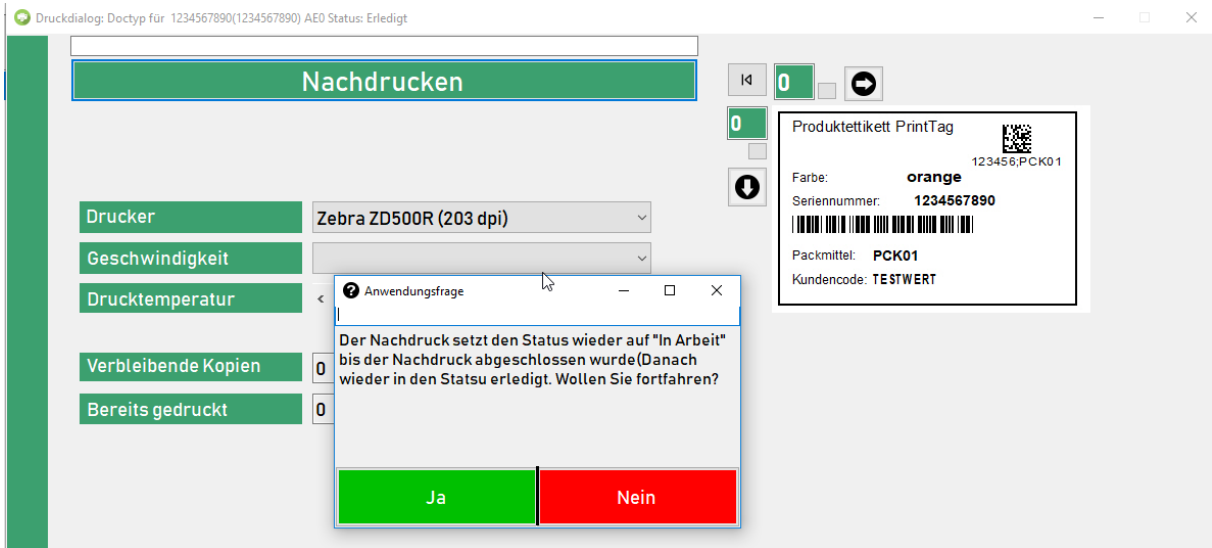 Druckdialog: Doctyp für 1234567890(1234567890) AE0 Status: Erledigt
Nachdrucken
0
0
Produktettikett PrintTag
123456;PCK01
Farbe: orange
Seriennummer: 1234567890
Packmittel: PCK01
Kundencode: TESTWERT
Drucker
Zebra ZD500R (203 dpi)
Geschwindigkeit
Drucktemperatur
<
Verbleibende Kopien
0
Bereits gedruckt
0
Anwendungsfrage
Der Nachdruck setzt den Status wieder auf "In Arbeit"
bis der Nachdruck abgeschlossen wurde(Danach
wieder in den Statsu erledigt. Wollen Sie fortfahren?
Ja
Nein